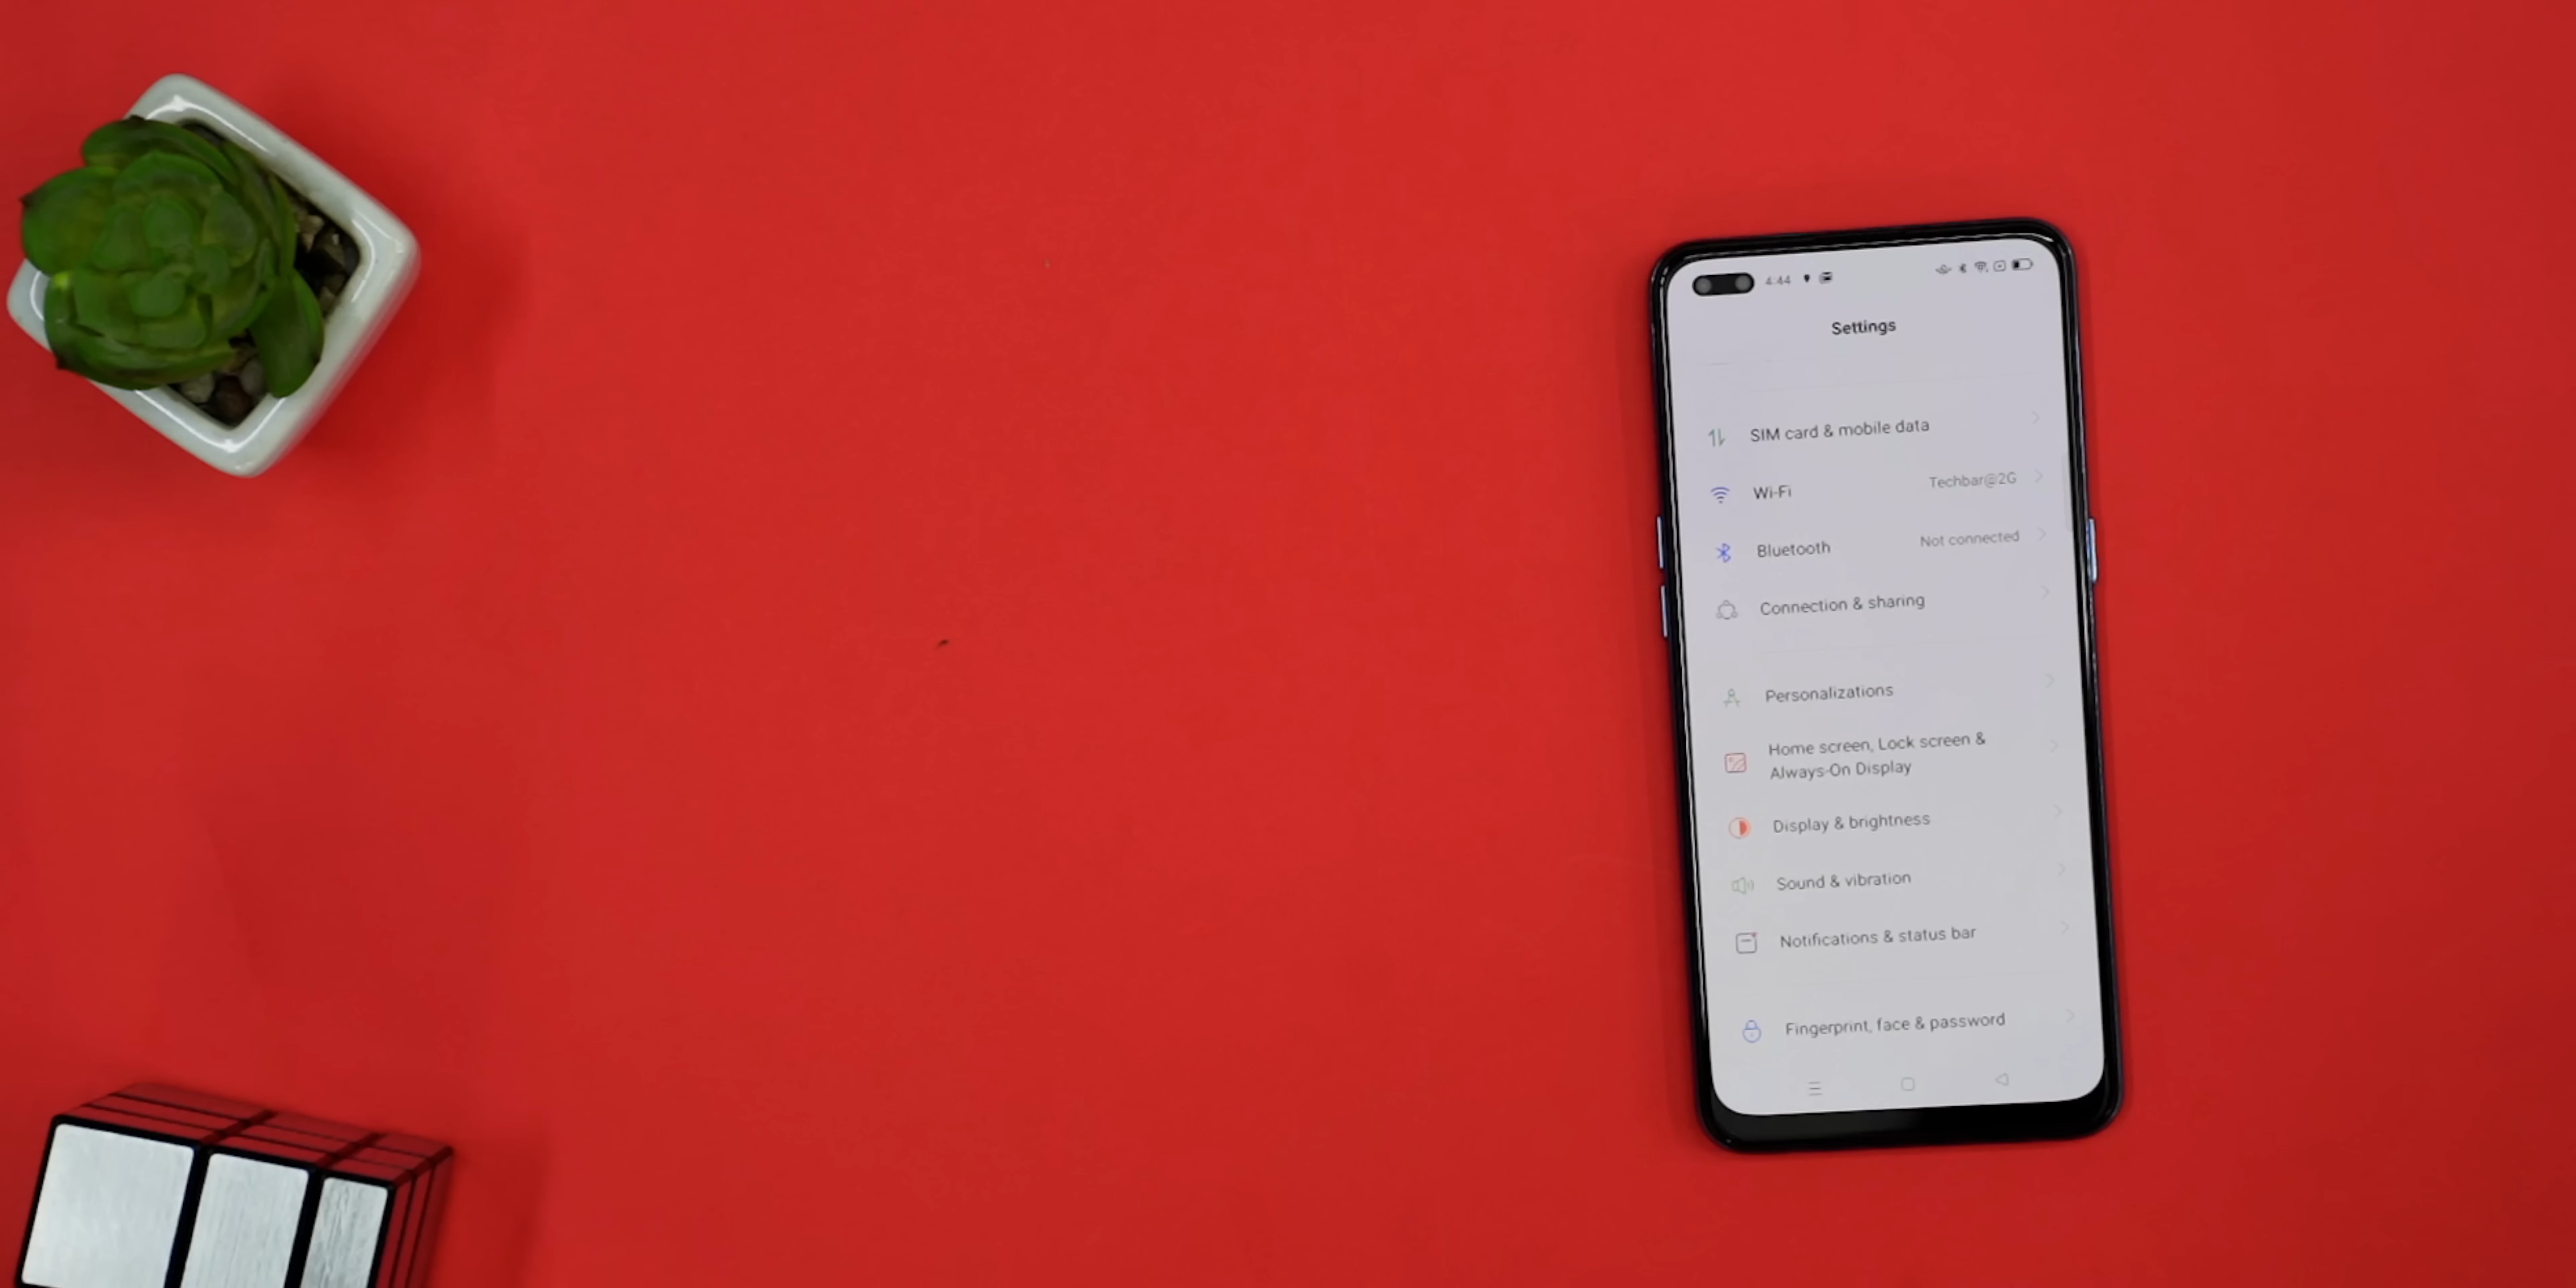 4:44
Settings
SIM card & mobile data
Wi-Fi Techbar@2G
Bluetooth Not connected
Connection & sharing
Personalizations
Home screen, Lock screen &
Always-On Display
Display & brightness
Sound & vibration
Notifications & status bar
Fingerprint, face & password